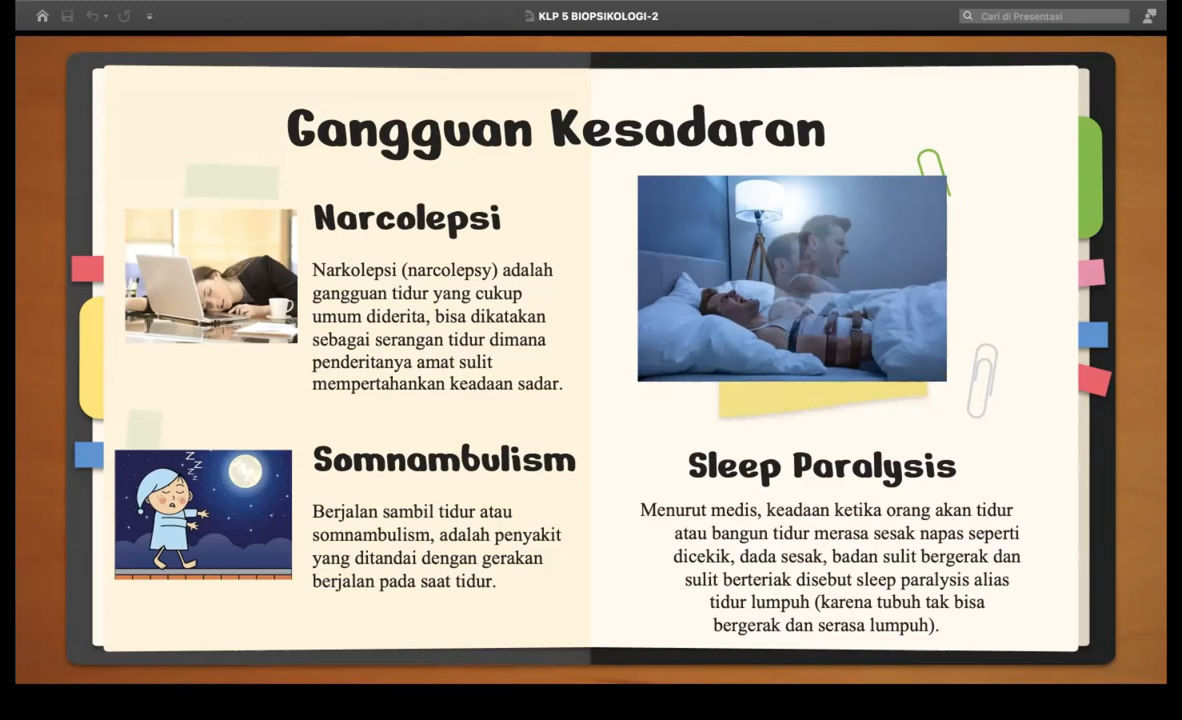 KLP 5 BIOPSIKOLOGI-2
Cari di Presentasi
Gangguan Kesadaran
Narcolepsi
Narkolepsi (narcolepsy) adalah
gangguan tidur yang cukup
umum diderita, bisa dikatakan
sebagai serangan tidur dimana
penderitanya amat sulit
mempertahankan keadaan sadar.
Z
Z
Z
Somnambulism
Berjalan sambil tidur atau
somnambulism, adalah penyakit
yang ditandai dengan gerakan
berjalan pada saat tidur.
Sleep Paralysis
Menurut medis, keadaan ketika orang akan tidur
atau bangun tidur merasa sesak napas seperti
dicekik, dada sesak, badan sulit bergerak dan
sulit berteriak disebut sleep paralysis alias
tidur lumpuh (karena tubuh tak bisa
bergerak dan serasa lumpuh).